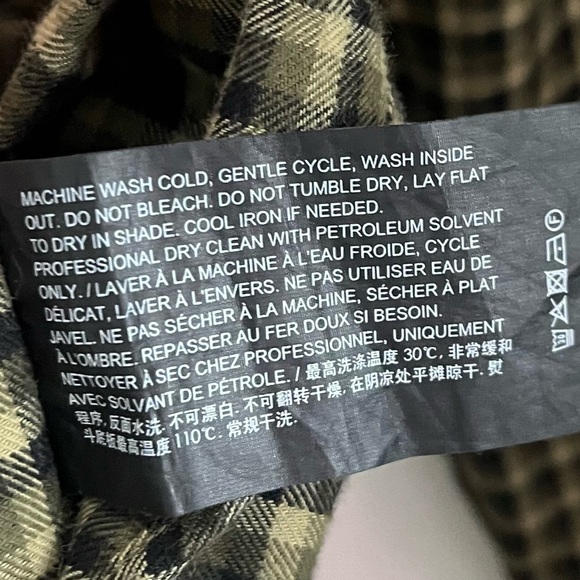 MACHINE WASH COLD, GENTLE CYCLE, WASH INSIDE
OUT. DO NOT BLEACH. DO NOT TUMBLE DRY, LAY FLAT
TO DRY IN SHADE. COOL IRON IF NEEDED.
PROFESSIONAL DRY CLEAN WITH PETROLEUM SOLVENT
ONLY. / LAVER À LA MACHINE À L'EAU FROIDE, CYCLE
DÉLICAT, LAVER À L'ENVERS. NE PAS UTILISER EAU DE
JAVEL. NE PAS SÉCHER À LA MACHINE, SÉCHER À PLAT
À L'OMBRE. REPASSER AU FER DOUX SI BESOIN.
NETTOYER À SEC CHEZ PROFESSIONNEL, UNIQUEMENT
AVEC SOLVANT DE PÉTROLE. / 最高洗涤温度 30℃, 非常缓和
程序, 反面水洗. 不可漂白. 不可翻转干燥, 在阴凉处平摊晾干. 熨
斗底板最高温度110℃. 常规干洗.
F